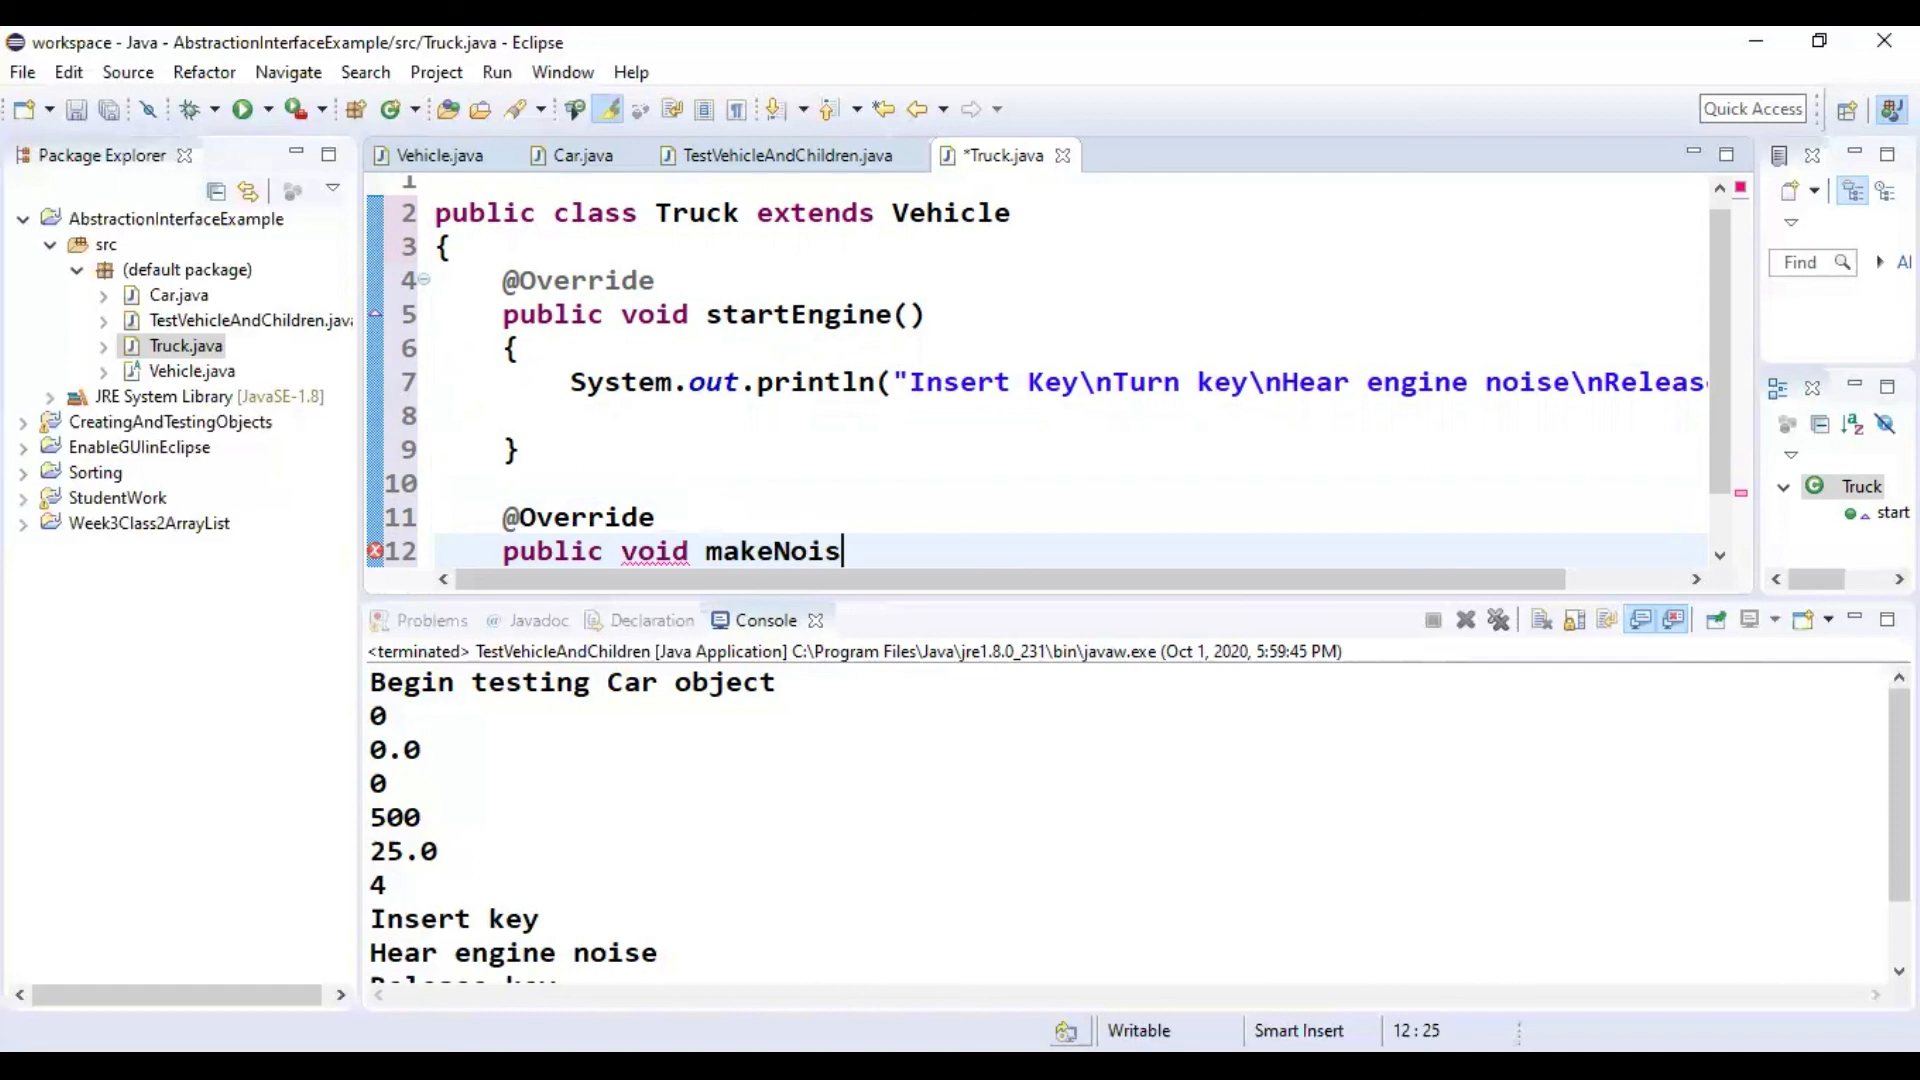 workspace - Java - AbstractionInterfaceExample/src/Truck.java - Eclipse
File Edit Source Refactor Navigate Search Project Run Window Help
Quick Access
Package Explorer
Vehicle.java Car.java TestVehicleAndChildren.java *Truck.java
AbstractionInterfaceExample
src
(default package)
Car.java
TestVehicleAndChildren.java
Truck.java
Vehicle.java
JRE System Library [JavaSE-1.8]
CreatingAndTestingObjects
EnableGUIinEclipse
Sorting
StudentWork
Week3Class2ArrayList
1
2 public class Truck extends Vehicle
3 {
4 @Override
5 public void startEngine()
6 {
7 System.out.println("Insert Key\nTurn key\nHear engine noise\nReleas
8
9 }
10
11 @Override
12 public void makeNois
Find Al
Truck
start
Problems @ Javadoc Declaration Console
<terminated> TestVehicleAndChildren [Java Application] C:\Program Files\Java\jre1.8.0_231\bin\javaw.exe (Oct 1, 2020, 5:59:45 PM)
Begin testing Car object
0
0.0
0
500
25.0
4
Insert key
Hear engine noise
Release key
Writable Smart Insert 12 : 25